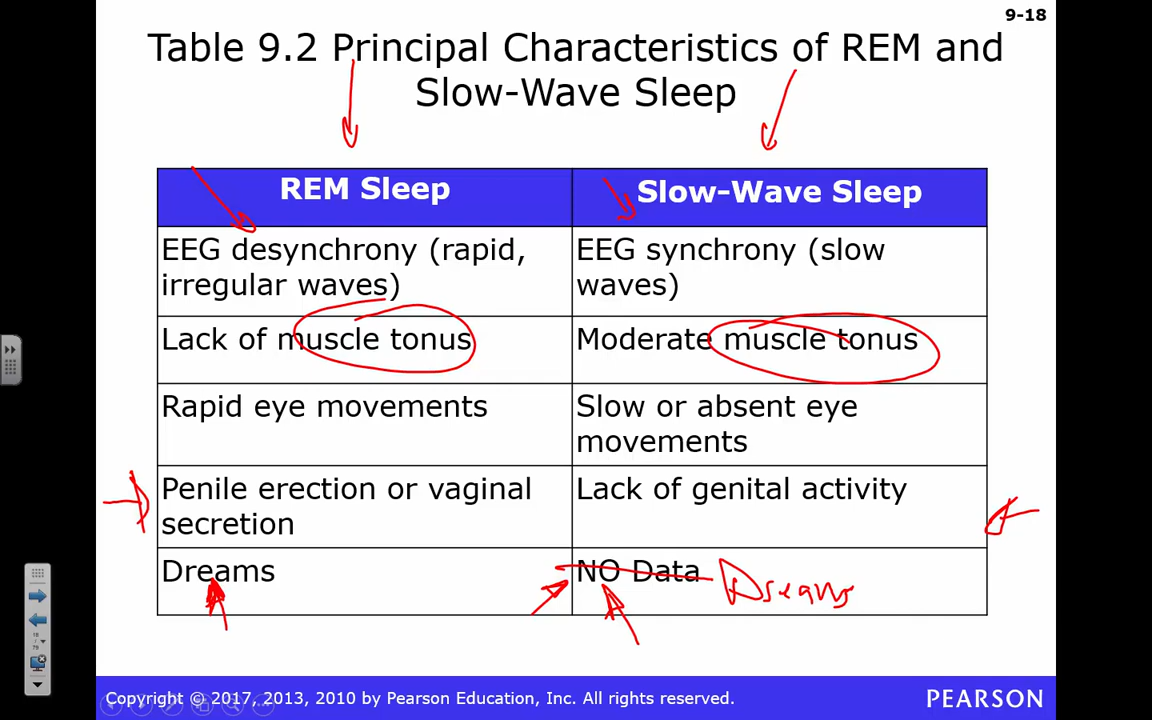 9-18
Table 9.2 Principal Characteristics of REM and
Slow-Wave Sleep
REM Sleep
Slow-Wave Sleep
EEG desynchrony (rapid,
irregular waves)
EEG synchrony (slow
waves)
Lack of muscle tonus
Moderate muscle tonus
Rapid eye movements
Slow or absent eye
movements
Penile erection or vaginal
secretion
Lack of genital activity
Dreams
NO Data Dreams
Copyright © 2017, 2013, 2010 by Pearson Education, Inc. All rights reserved.
PEARSON
18
79